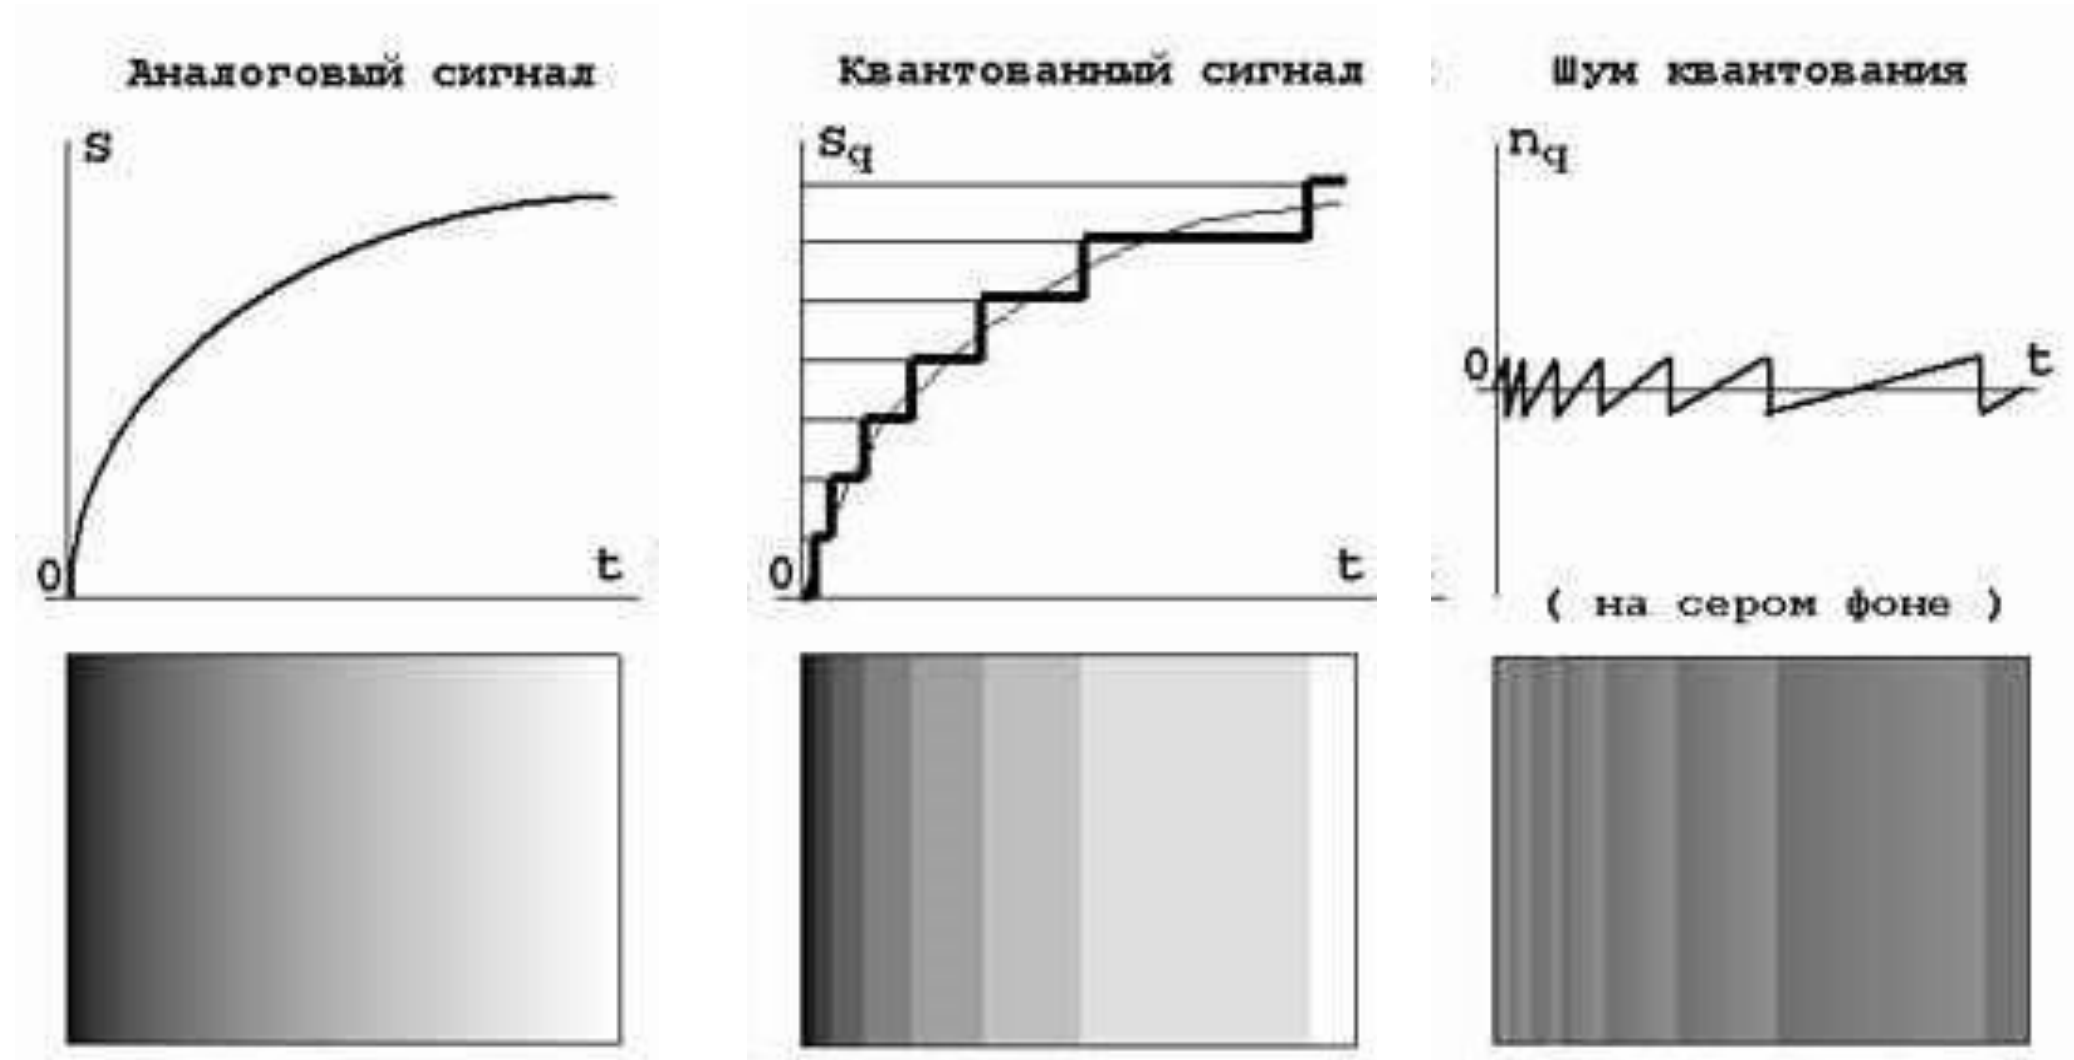 Аналоговый сигнал
S
0
t
Квантованный сигнал
Sq
0
t
Шум квантования
nq
0
t
( на сером фоне )